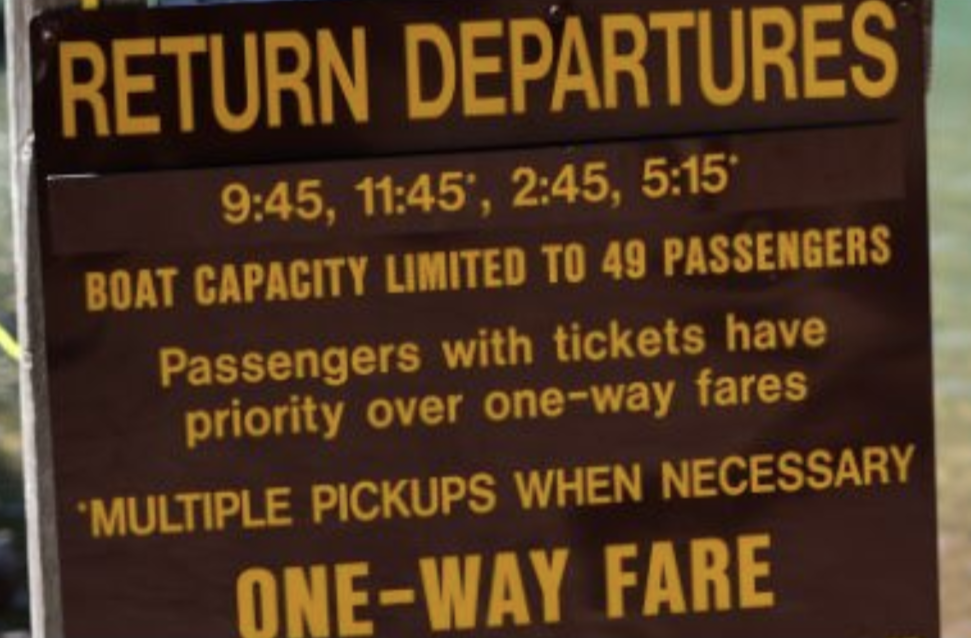 RETURN DEPARTURES
9:45, 11:45*, 2:45, 5:15*
BOAT CAPACITY LIMITED TO 49 PASSENGERS
Passengers with tickets have
priority over one-way fares
*MULTIPLE PICKUPS WHEN NECESSARY
ONE-WAY FARE